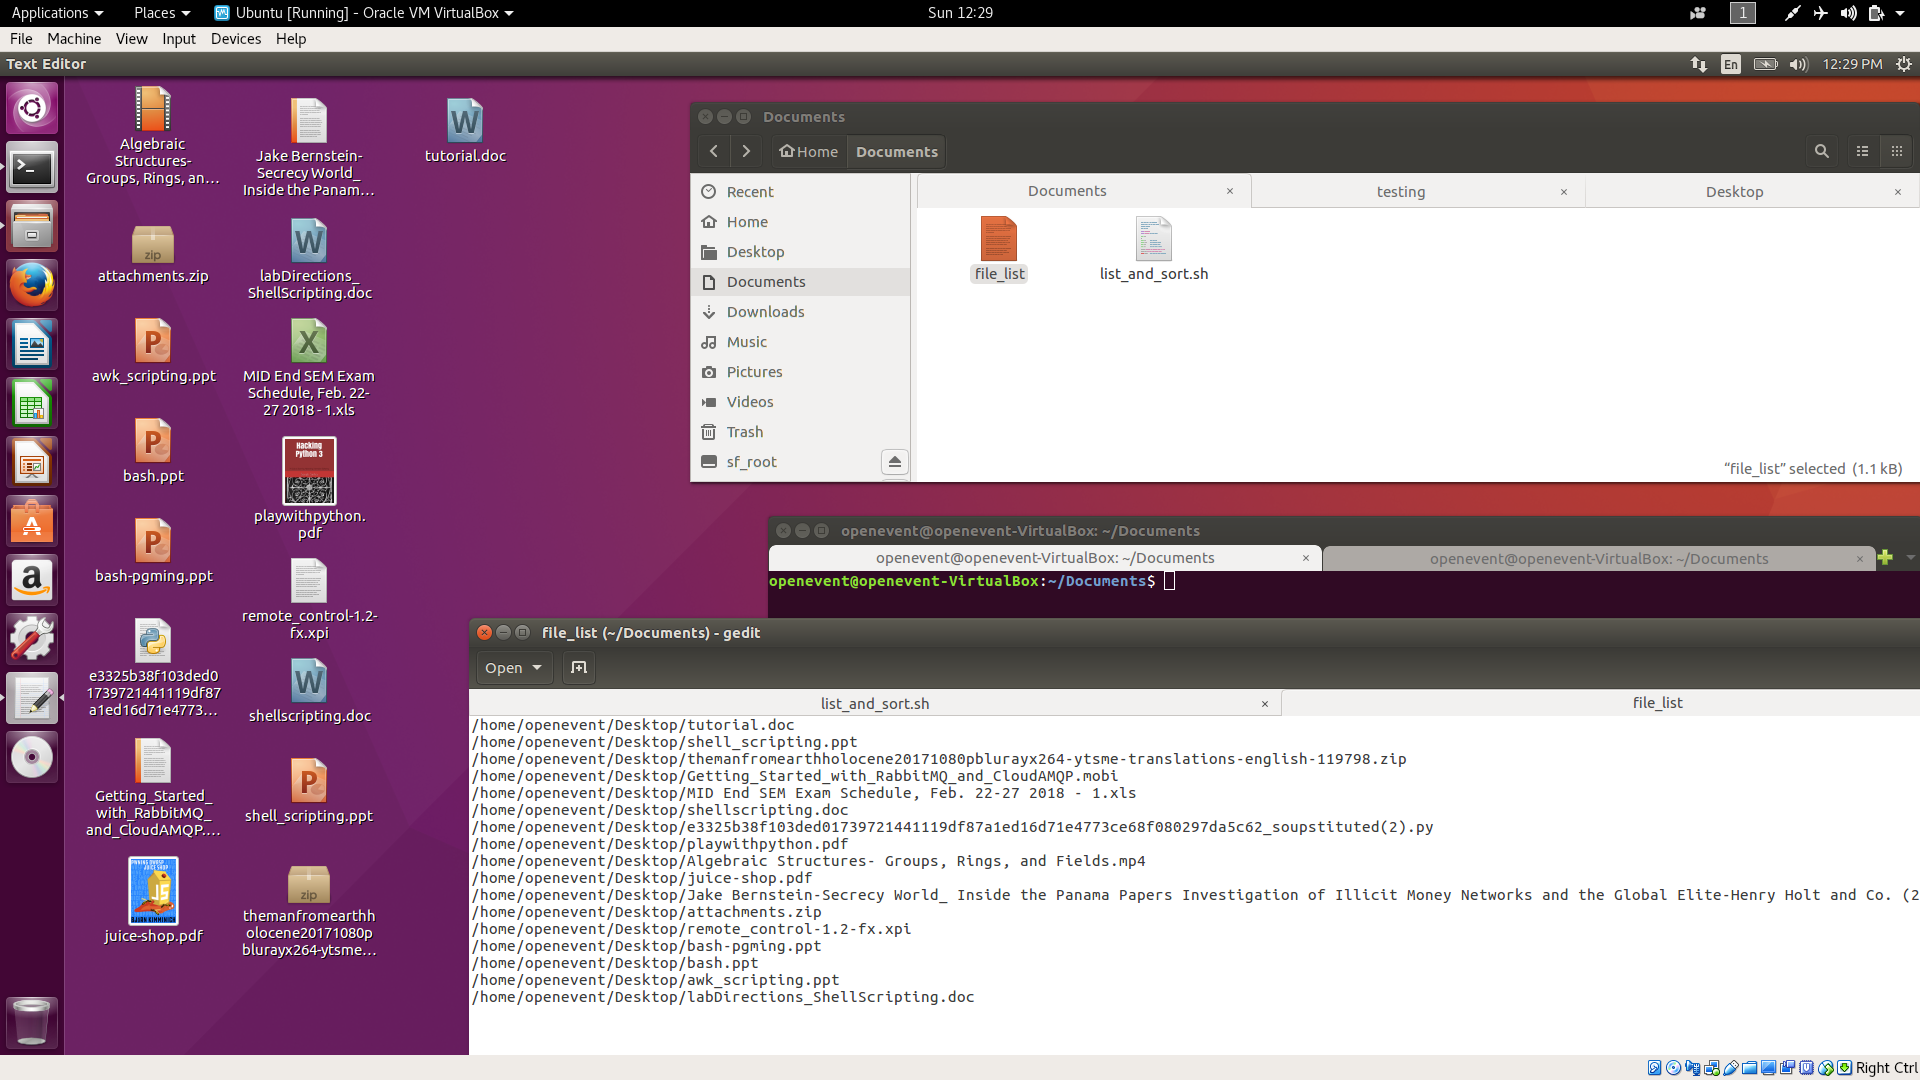 Applications Places Ubuntu [Running] - Oracle VM VirtualBox Sun 12:29 1
File Machine View Input Devices Help
Text Editor En 12:29 PM
Algebraic
Structures-
Groups, Rings, an...
attachments.zip
awk_scripting.ppt
bash.ppt
bash-pgming.ppt
e3325b38f103ded0
1739721441119df87
a1ed16d71e4773...
Getting_Started_
with_RabbitMQ_
and_CloudAMQP....
juice-shop.pdf
Jake Bernstein-
Secrecy World_
Inside the Panam...
labDirections_
ShellScripting.doc
MID End SEM Exam
Schedule, Feb. 22-
27 2018 - 1.xls
Hacking
Python 3
playwithpython.
pdf
remote_control-1.2-
fx.xpi
shellscripting.doc
shell_scripting.ppt
zip
zip
themanfromearthh
olocene20171080p
blurayx264-ytsme...
tutorial.doc
Documents
Home Documents
Recent
Home
Desktop
Documents
Downloads
Music
Pictures
Videos
Trash
sf_root
Documents × testing × Desktop ×
file_list list_and_sort.sh
“file_list” selected (1.1 kB)
openevent@openevent-VirtualBox: ~/Documents
openevent@openevent-VirtualBox: ~/Documents × openevent@openevent-VirtualBox: ~/Documents ×
openevent@openevent-VirtualBox:~/Documents$
file_list (~/Documents) - gedit
Open
list_and_sort.sh × file_list
/home/openevent/Desktop/tutorial.doc
/home/openevent/Desktop/shell_scripting.ppt
/home/openevent/Desktop/themanfromearthholocene20171080pblurayx264-ytsme-translations-english-119798.zip
/home/openevent/Desktop/Getting_Started_with_RabbitMQ_and_CloudAMQP.mobi
/home/openevent/Desktop/MID End SEM Exam Schedule, Feb. 22-27 2018 - 1.xls
/home/openevent/Desktop/shellscripting.doc
/home/openevent/Desktop/e3325b38f103ded01739721441119df87a1ed16d71e4773ce68f080297da5c62_soupstituted(2).py
/home/openevent/Desktop/playwithpython.pdf
/home/openevent/Desktop/Algebraic Structures- Groups, Rings, and Fields.mp4
/home/openevent/Desktop/juice-shop.pdf
/home/openevent/Desktop/Jake Bernstein-Secrecy World_ Inside the Panama Papers Investigation of Illicit Money Networks and the Global Elite-Henry Holt and Co. (2
/home/openevent/Desktop/attachments.zip
/home/openevent/Desktop/remote_control-1.2-fx.xpi
/home/openevent/Desktop/bash-pgming.ppt
/home/openevent/Desktop/bash.ppt
/home/openevent/Desktop/awk_scripting.ppt
/home/openevent/Desktop/labDirections_ShellScripting.doc
Right Ctrl